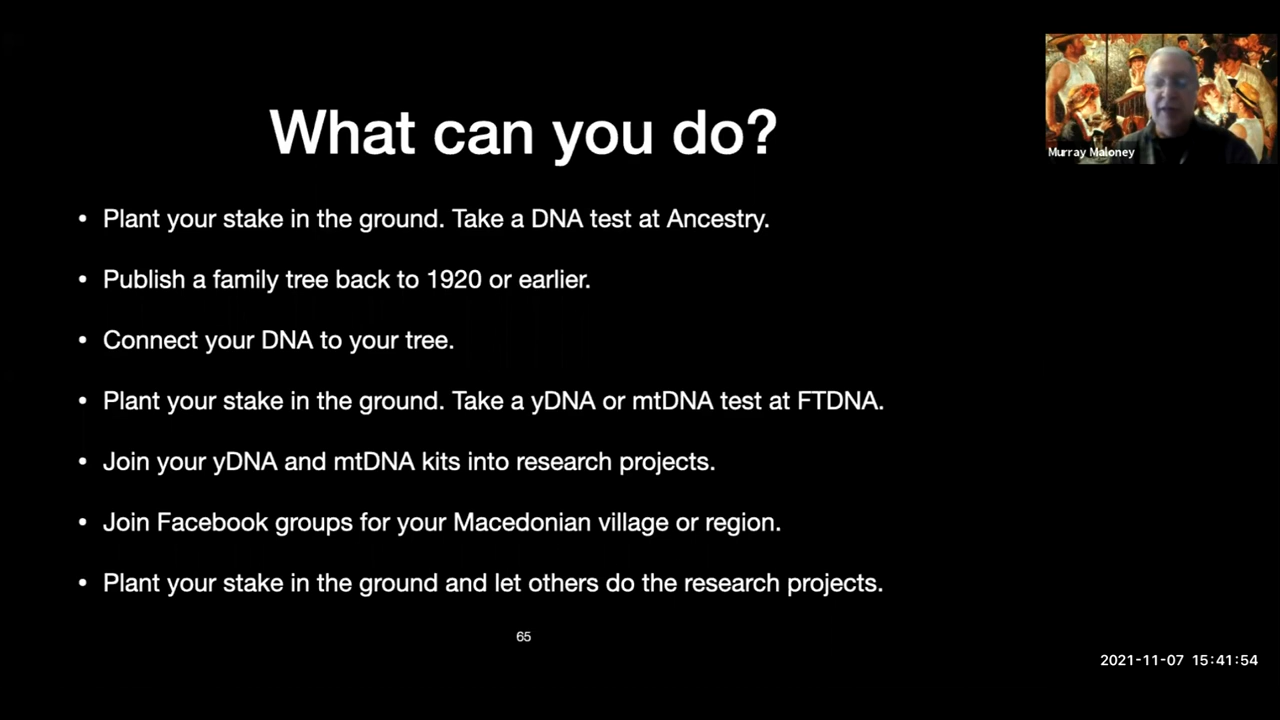 What can you do?
Murray Maloney
• Plant your stake in the ground. Take a DNA test at Ancestry.
• Publish a family tree back to 1920 or earlier.
• Connect your DNA to your tree.
• Plant your stake in the ground. Take a yDNA or mtDNA test at FTDNA.
• Join your yDNA and mtDNA kits into research projects.
• Join Facebook groups for your Macedonian village or region.
• Plant your stake in the ground and let others do the research projects.
65
2021-11-07 15:41:54